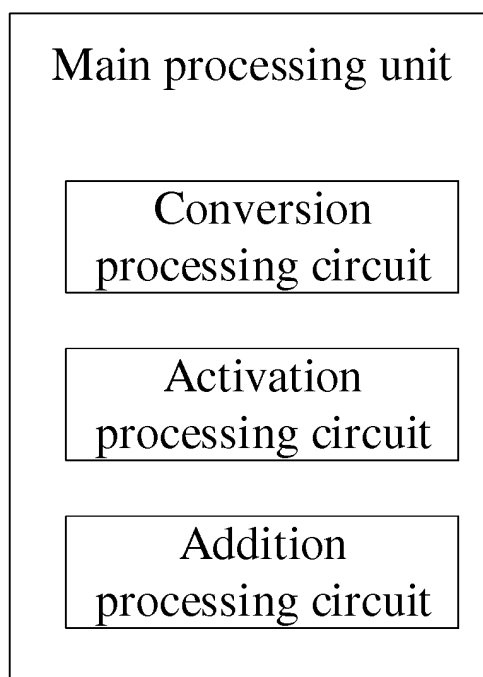 Main processing unit
Conversion
processing circuit
Activation
processing circuit
Addition
processing circuit